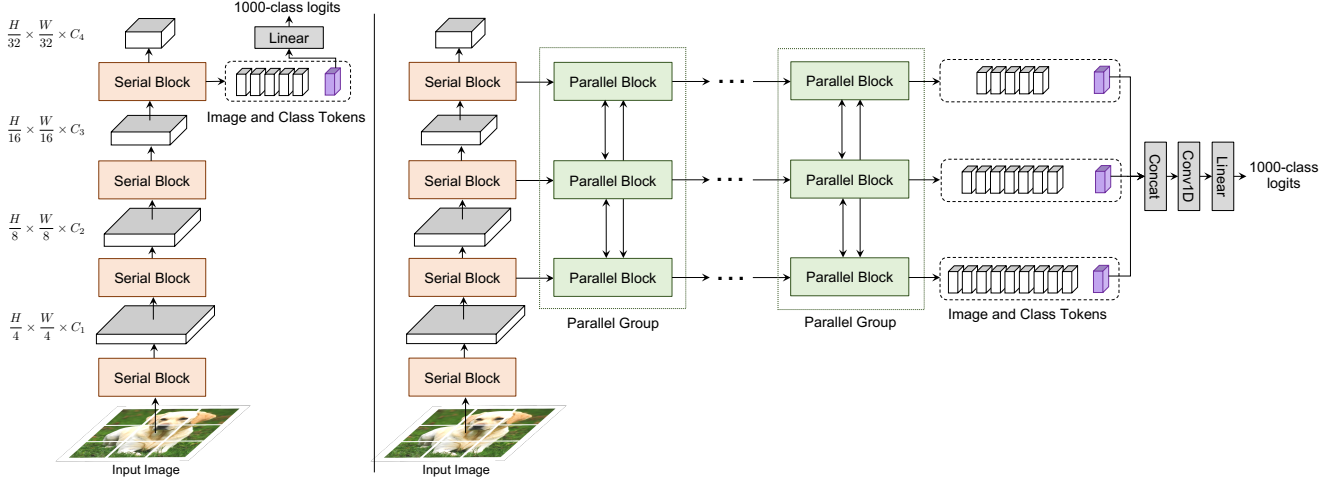 1000-class logits
H/32 × W/32 × C₄
Linear
Serial Block
Image and Class Tokens
H/16 × W/16 × C₃
Serial Block
H/8 × W/8 × C₂
Serial Block
H/4 × W/4 × C₁
Serial Block
Input Image
Serial Block
Parallel Block
...
Parallel Block
Serial Block
Parallel Block
...
Parallel Block
Concat
Conv1D
Linear
1000-class
logits
Serial Block
Parallel Block
...
Parallel Block
Image and Class Tokens
Parallel Group
Parallel Group
Serial Block
Input Image